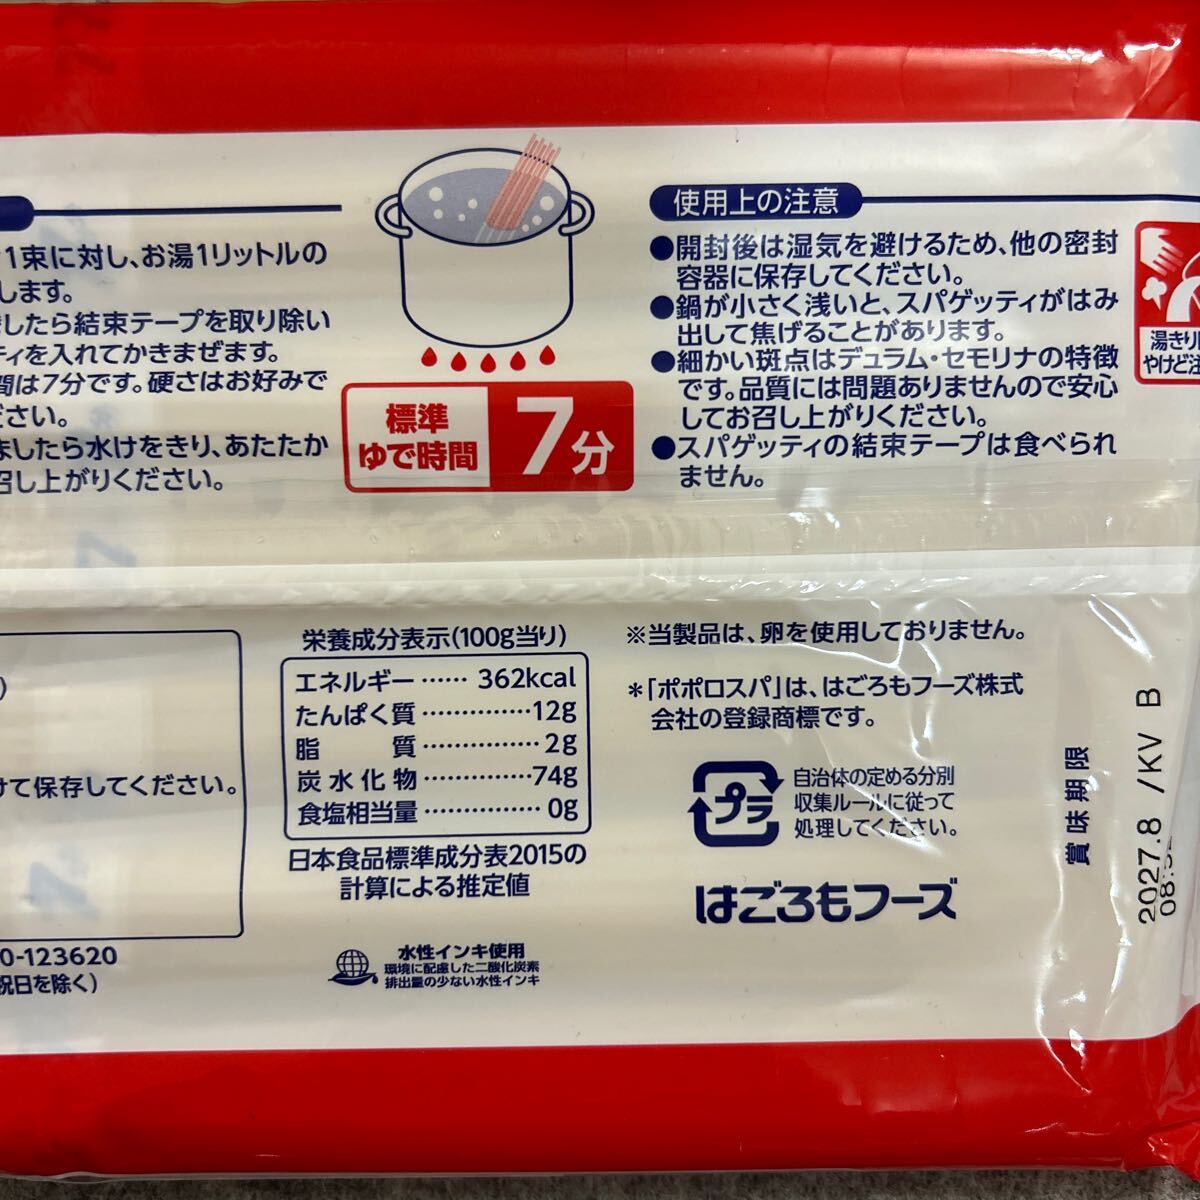 1束に対し、お湯1リットルの
します。
したら結束テープを取り除い
ティを入れてかきまぜます。
間は7分です。硬さはお好みで
ださい。
ましたら水けをきり、あたたか
召し上がりください。
標準
ゆで時間
7分
使用上の注意
●開封後は湿気を避けるため、他の密封
容器に保存してください。
●鍋が小さく浅いと、スパゲッティがはみ
出して焦げることがあります。
●細かい斑点はデュラム・セモリナの特徴
です。品質には問題ありませんので安心
してお召し上がりください。
●スパゲッティの結束テープは食べられ
ません。
湯きり
やけど注
)
けて保存してください。
0-123620
祝日を除く)
栄養成分表示(100g当り)
エネルギー……362kcal
たんぱく質……………12g
脂質……………2g
炭水化物……………74g
食塩相当量……………0g
日本食品標準成分表2015の
計算による推定値
水性インキ使用
環境に配慮した二酸化炭素
排出量の少ない水性インキ
※当製品は、卵を使用しておりません。
*「ポポロスパ」は、はごろもフーズ株式
会社の登録商標です。
プラ
自治体の定める分別
収集ルールに従って
処理してください。
はごろもフーズ
賞味期限
2027.8 /KV B